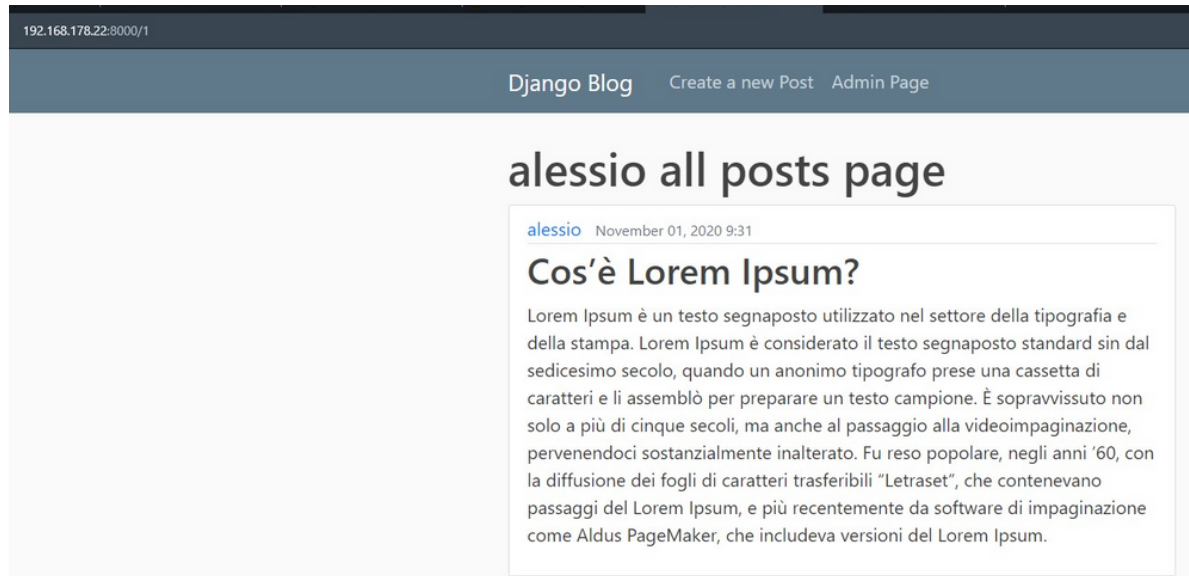 192.168.178.22:8000/1
Django Blog Create a new Post Admin Page
alessio all posts page
alessio November 01, 2020 9:31
Cos’è Lorem Ipsum?
Lorem Ipsum è un testo segnaposto utilizzato nel settore della tipografia e
della stampa. Lorem Ipsum è considerato il testo segnaposto standard sin dal
sedicesimo secolo, quando un anonimo tipografo prese una cassetta di
caratteri e li assemblò per preparare un testo campione. È sopravvissuto non
solo a più di cinque secoli, ma anche al passaggio alla videoimpaginazione,
pervenendoci sostanzialmente inalterato. Fu reso popolare, negli anni ’60, con
la diffusione dei fogli di caratteri trasferibili “Letraset”, che contenevano
passaggi del Lorem Ipsum, e più recentemente da software di impaginazione
come Aldus PageMaker, che includeva versioni del Lorem Ipsum.